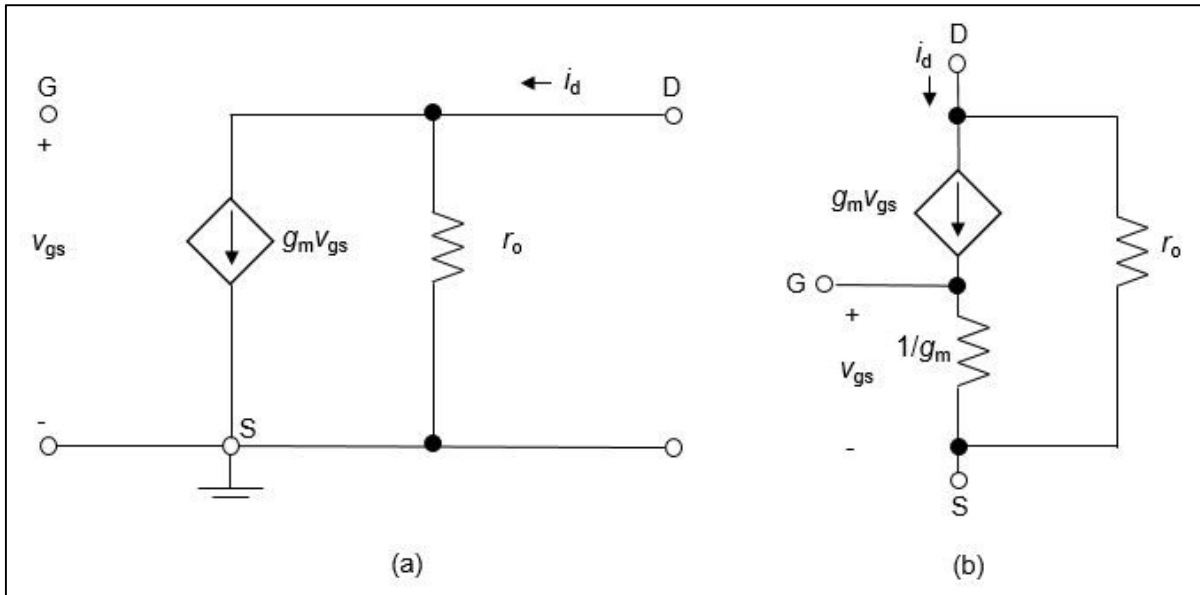 G
+
v_gs
-
g_m v_gs
S
r_o
i_d
D
(a)
D
i_d
g_m v_gs
r_o
G
+
1/g_m
v_gs
-
S
(b)